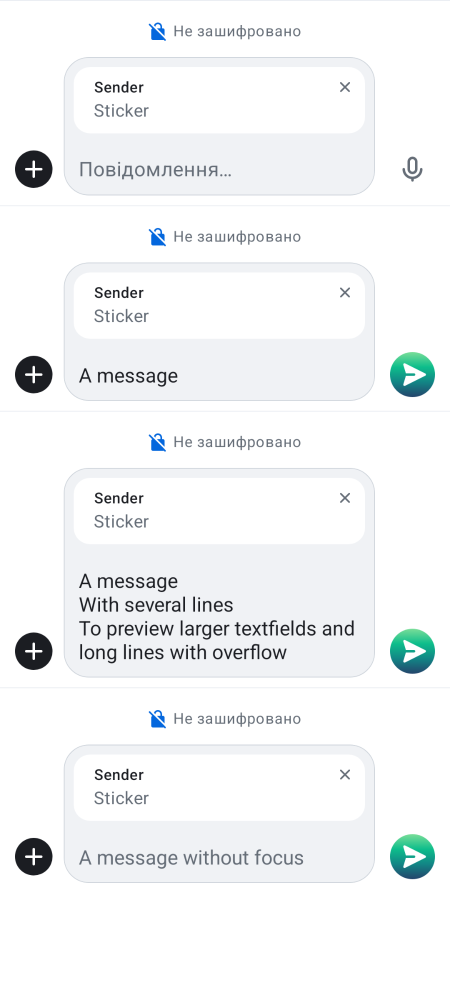 Не зашифровано
Sender
Sticker
Повідомлення…
Не зашифровано
Sender
Sticker
A message
Не зашифровано
Sender
Sticker
A message
With several lines
To preview larger textfields and
long lines with overflow
Не зашифровано
Sender
Sticker
A message without focus